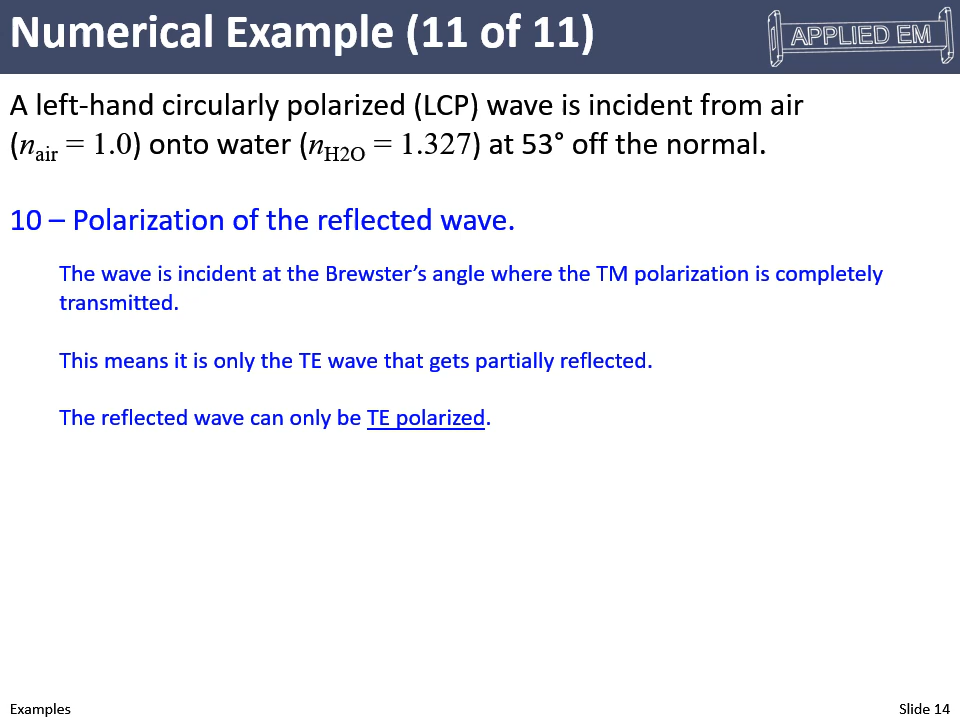 Numerical Example (11 of 11)
APPLIED EM
A left-hand circularly polarized (LCP) wave is incident from air
(n_air = 1.0) onto water (n_H2O = 1.327) at 53° off the normal.
10 – Polarization of the reflected wave.
The wave is incident at the Brewster’s angle where the TM polarization is completely
transmitted.
This means it is only the TE wave that gets partially reflected.
The reflected wave can only be TE polarized.
Examples
Slide 14